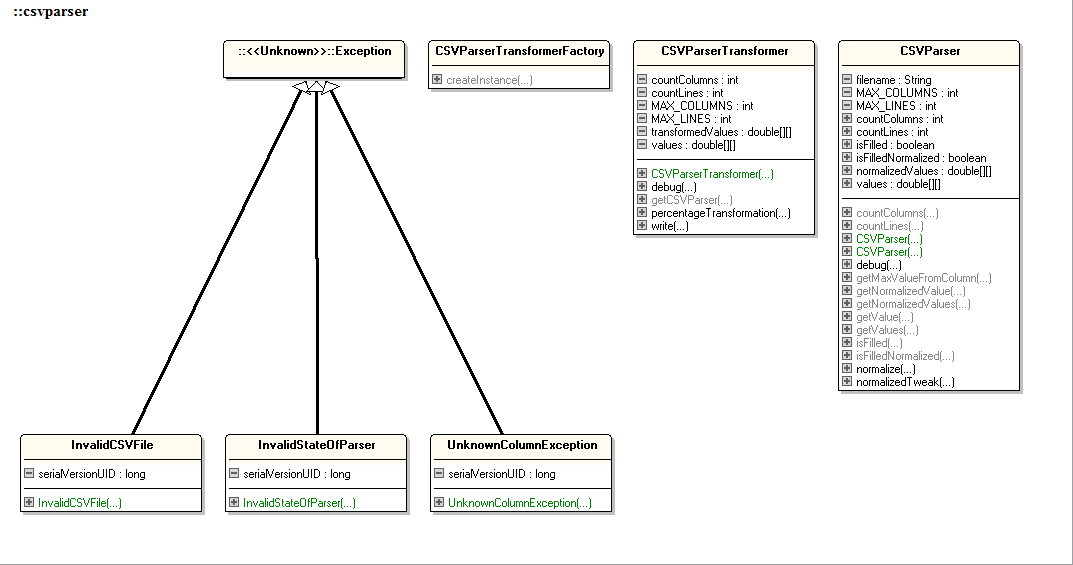 ::csvparser
::<<Unknown>>::Exception
CSVParserTransformerFactory
createInstance(...)
CSVParserTransformer
countColumns : int
countLines : int
MAX_COLUMNS : int
MAX_LINES : int
transformedValues : double[][]
values : double[][]
CSVParserTransformer(...)
debug(...)
getCSVParser(...)
percentageTransformation(...)
write(...)
CSVParser
filename : String
MAX_COLUMNS : int
MAX_LINES : int
countColumns : int
countLines : int
isFilled : boolean
isFilledNormalized : boolean
normalizedValues : double[][]
values : double[][]
countColumns(...)
countLines(...)
CSVParser(...)
CSVParser(...)
debug(...)
getMaxValueFromColumn(...)
getNormalizedValue(...)
getNormalizedValues(...)
getValue(...)
getValues(...)
isFilled(...)
isFilledNormalized(...)
normalize(...)
normalizedTweak(...)
InvalidCSVFile
serialVersionUID : long
InvalidCSVFile(...)
InvalidStateOfParser
serialVersionUID : long
InvalidStateOfParser(...)
UnknownColumnException
serialVersionUID : long
UnknownColumnException(...)